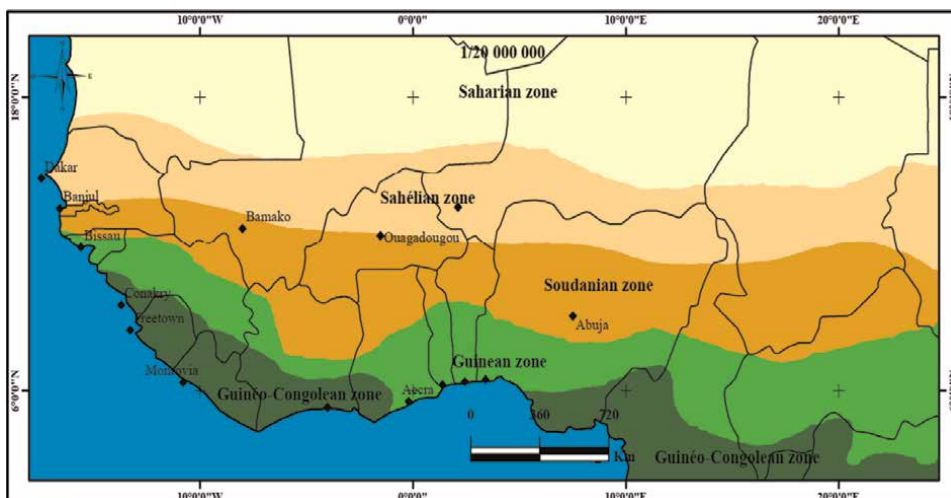 10°0'0"W 0°0'0" 10°0'0"E 20°0'0"E
1/20 000 000
Saharian zone
18°0'0"N
Dakar
Sahélian zone
Banjul
Bamako
Ouagadougou
Bissau
Soudanian zone
Conakry
Freetown
Abuja
Guinean zone
Monrovia
Guinéo-Congolean zone
Accra
6°0'0"N
0 360 720
Km
Guinéo-Congolean zone
10°0'0"W 0°0'0" 10°0'0"E 20°0'0"E